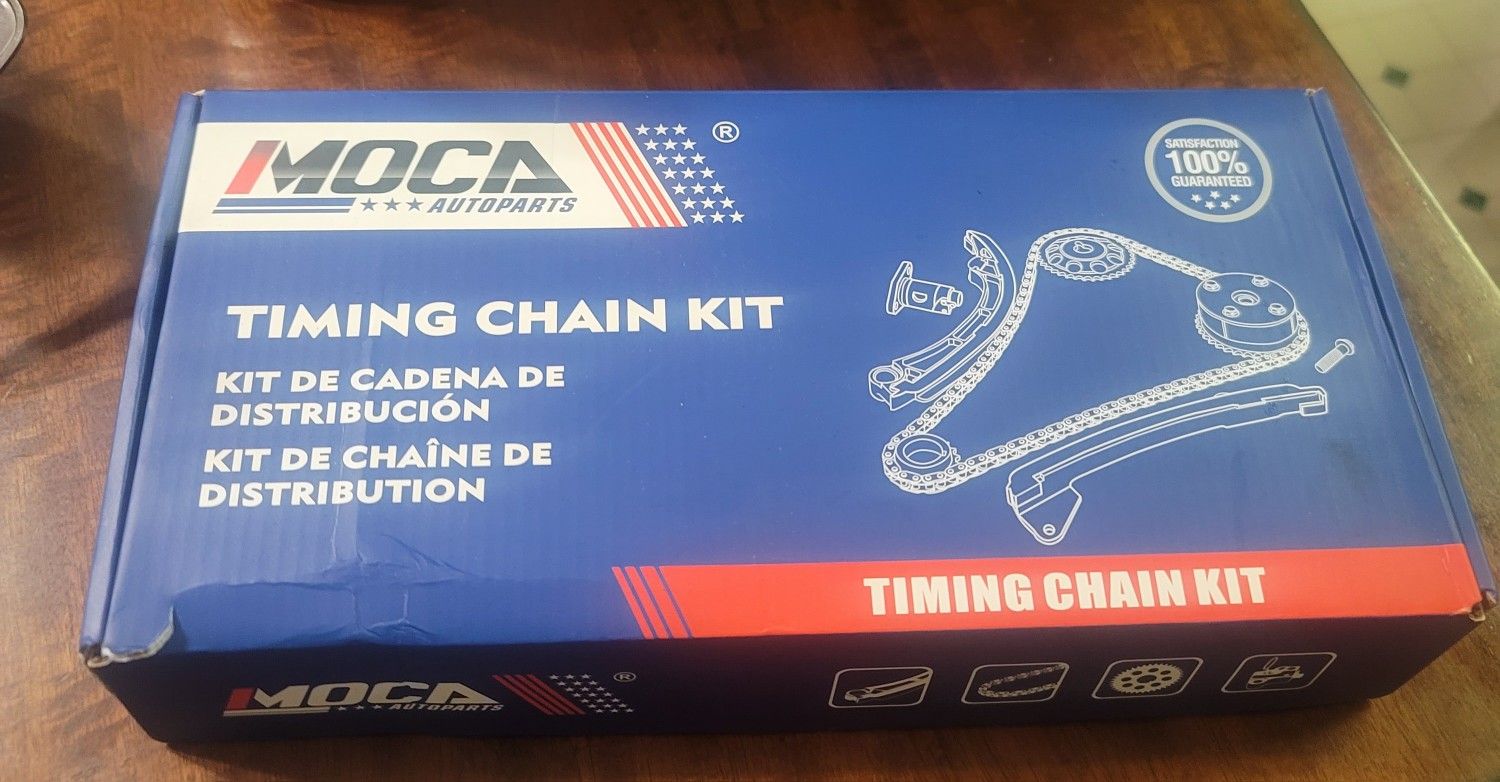 MOCA ®
AUTOPARTS
SATISFACTION
100%
GUARANTEED
TIMING CHAIN KIT
KIT DE CADENA DE
DISTRIBUCIÓN
KIT DE CHAÎNE DE
DISTRIBUTION
TIMING CHAIN KIT
MOCA ®
AUTOPARTS